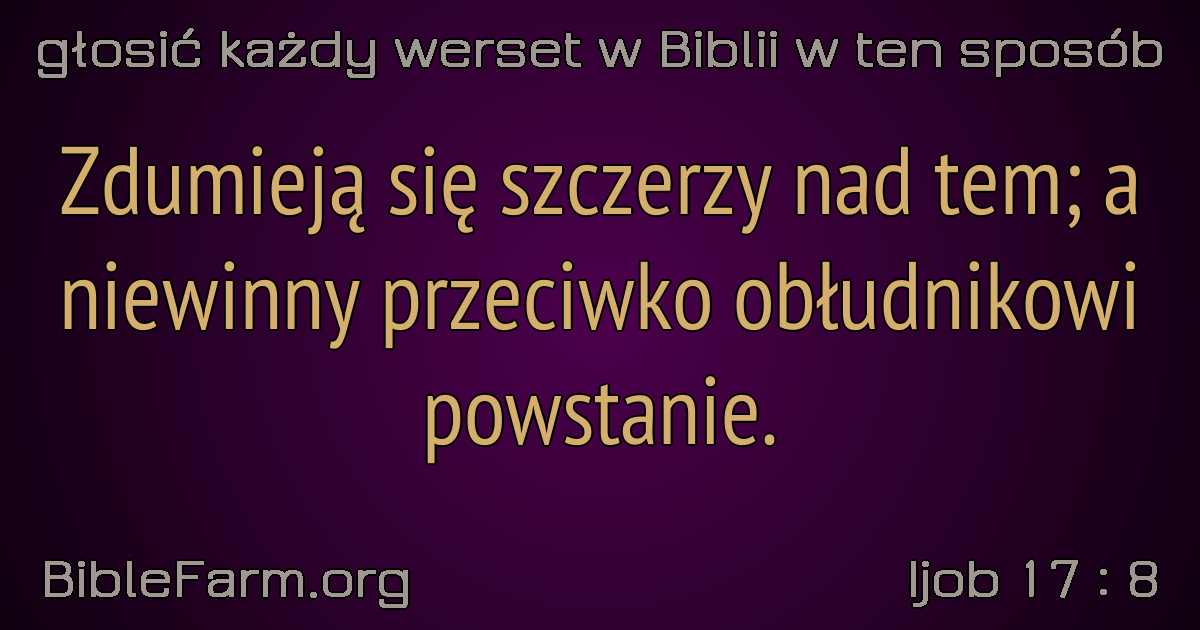 głosić każdy werset w Biblii w ten sposób
Zdumieją się szczerzy nad tem; a
niewinny przeciwko obłudnikowi
powstanie.
BibleFarm.org
Ijob 17 : 8